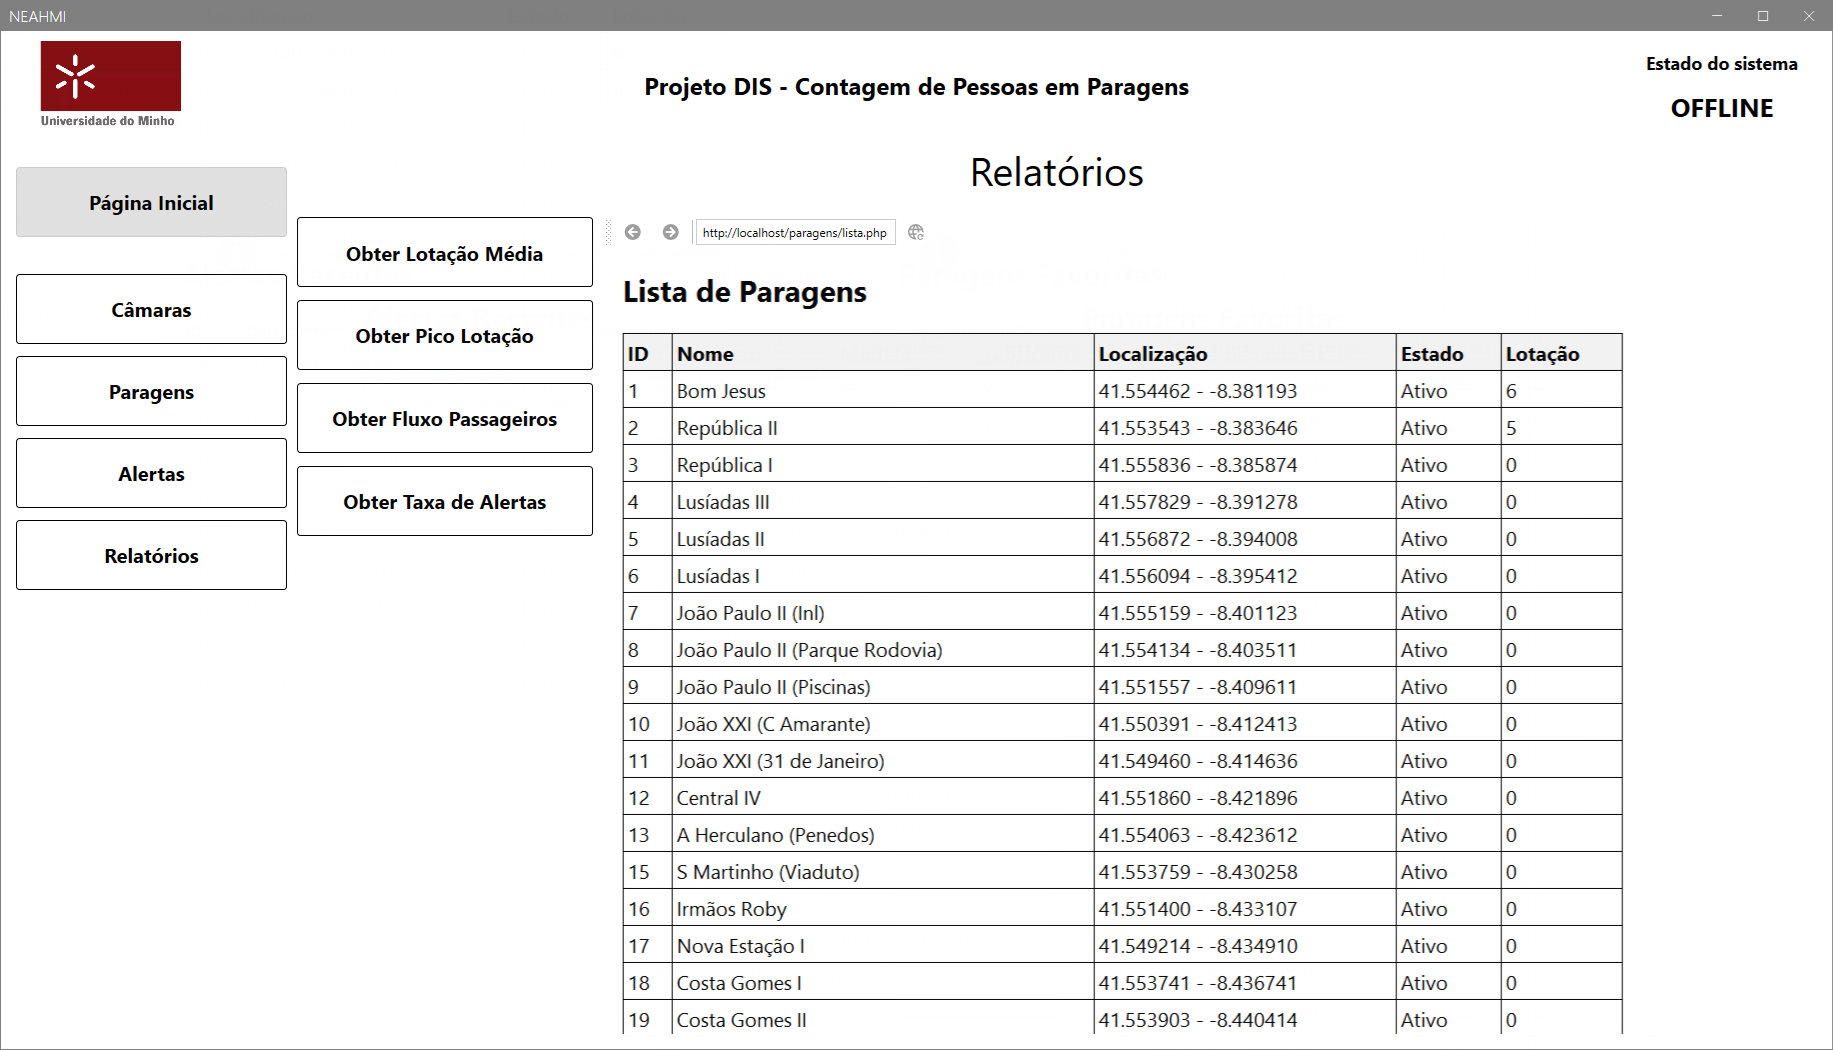 NEAHMI
Universidade do Minho
Projeto DIS - Contagem de Pessoas em Paragens
Estado do sistema
OFFLINE
Página Inicial
Câmaras
Paragens
Alertas
Relatórios
Obter Lotação Média
Obter Pico Lotação
Obter Fluxo Passageiros
Obter Taxa de Alertas
Relatórios
http://localhost/paragens/lista.php
Lista de Paragens
ID Nome Localização Estado Lotação
1 Bom Jesus 41.554462 - -8.381193 Ativo 6
2 República II 41.553543 - -8.383646 Ativo 5
3 República I 41.555836 - -8.385874 Ativo 0
4 Lusíadas III 41.557829 - -8.391278 Ativo 0
5 Lusíadas II 41.556872 - -8.394008 Ativo 0
6 Lusíadas I 41.556094 - -8.395412 Ativo 0
7 João Paulo II (Inl) 41.555159 - -8.401123 Ativo 0
8 João Paulo II (Parque Rodovia) 41.554134 - -8.403511 Ativo 0
9 João Paulo II (Piscinas) 41.551557 - -8.409611 Ativo 0
10 João XXI (C Amarante) 41.550391 - -8.412413 Ativo 0
11 João XXI (31 de Janeiro) 41.549460 - -8.414636 Ativo 0
12 Central IV 41.551860 - -8.421896 Ativo 0
13 A Herculano (Penedos) 41.554063 - -8.423612 Ativo 0
15 S Martinho (Viaduto) 41.553759 - -8.430258 Ativo 0
16 Irmãos Roby 41.551400 - -8.433107 Ativo 0
17 Nova Estação I 41.549214 - -8.434910 Ativo 0
18 Costa Gomes I 41.553741 - -8.436741 Ativo 0
19 Costa Gomes II 41.553903 - -8.440414 Ativo 0